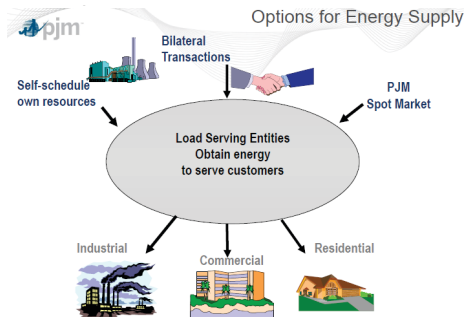 pjm
Options for Energy Supply
Bilateral
Transactions
Self-schedule
own resources
PJM
Spot Market
Load Serving Entities
Obtain energy
to serve customers
Industrial
Commercial
Residential